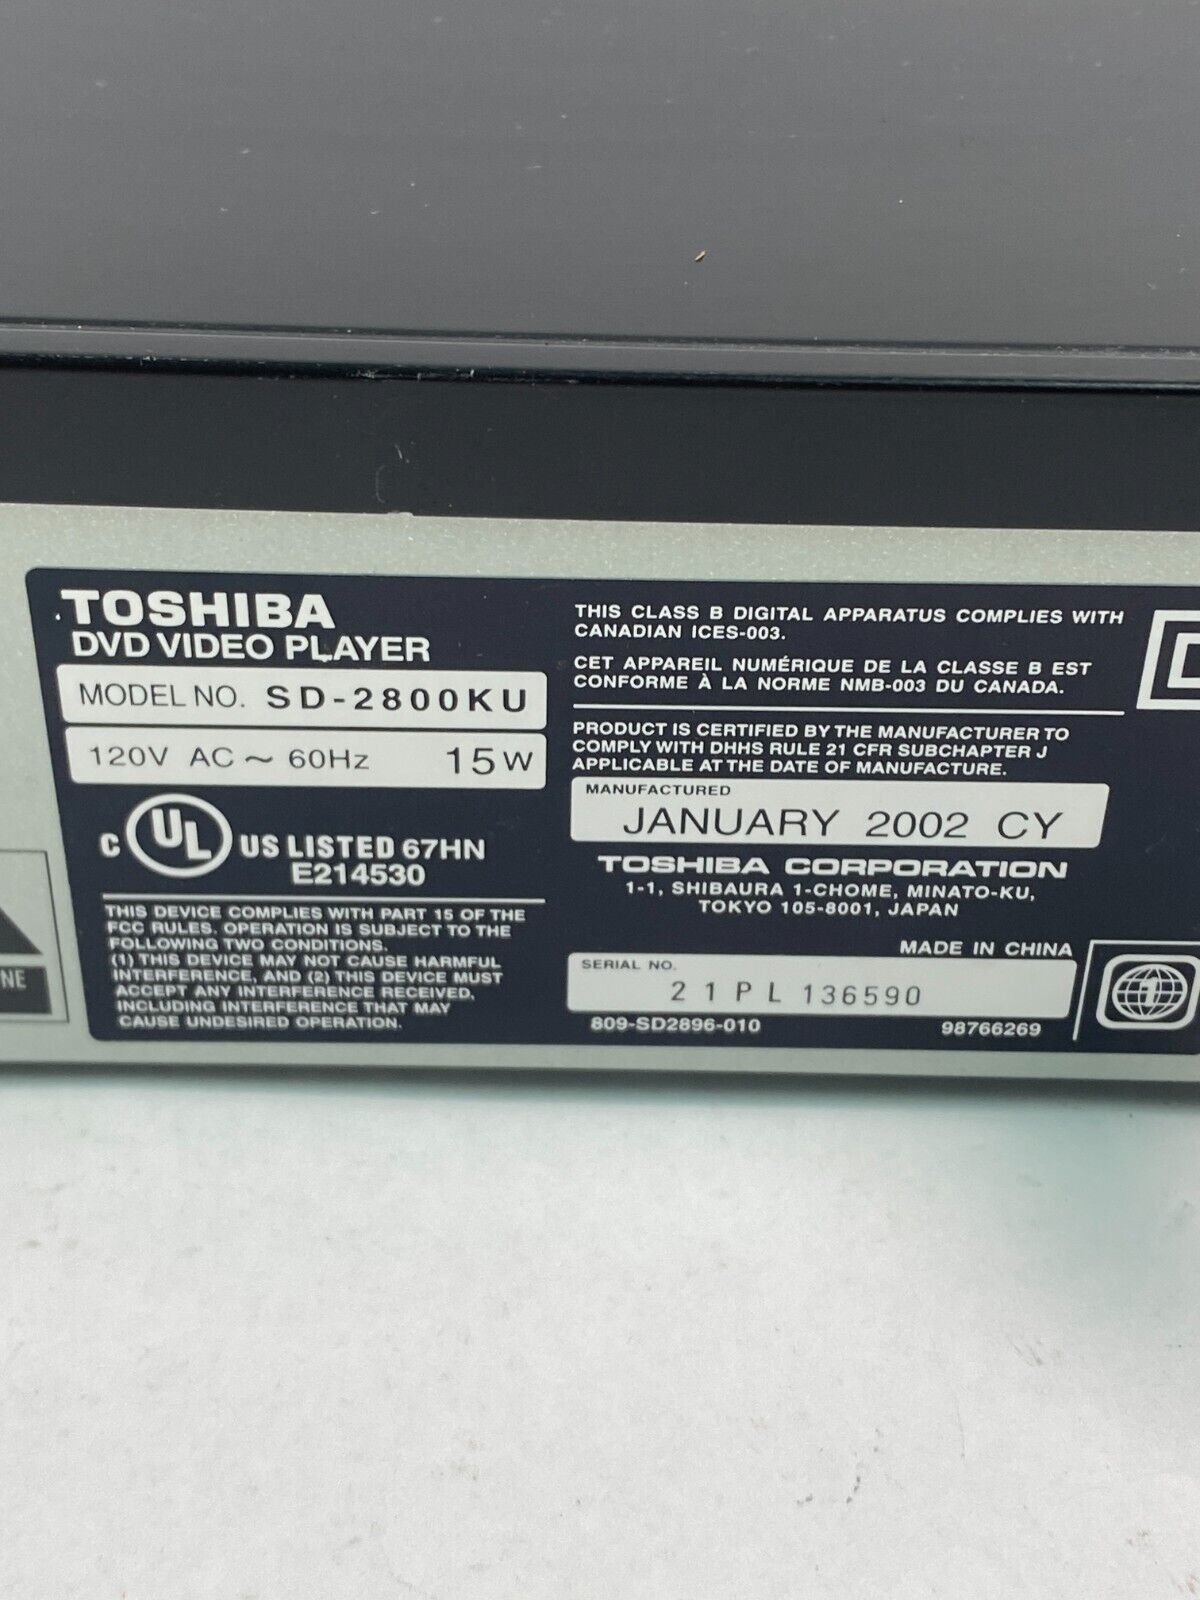 TOSHIBA
DVD VIDEO PLAYER
MODEL NO. SD-2800KU
120V AC ~ 60Hz 15W
C UL US LISTED 67HN
E214530
THIS DEVICE COMPLIES WITH PART 15 OF THE
FCC RULES. OPERATION IS SUBJECT TO THE
FOLLOWING TWO CONDITIONS.
(1) THIS DEVICE MAY NOT CAUSE HARMFUL
INTERFERENCE, AND (2) THIS DEVICE MUST
ACCEPT ANY INTERFERENCE RECEIVED,
INCLUDING INTERFERENCE THAT MAY
CAUSE UNDESIRED OPERATION.
THIS CLASS B DIGITAL APPARATUS COMPLIES WITH
CANADIAN ICES-003.
CET APPAREIL NUMÉRIQUE DE LA CLASSE B EST
CONFORME À LA NORME NMB-003 DU CANADA.
PRODUCT IS CERTIFIED BY THE MANUFACTURER TO
COMPLY WITH DHHS RULE 21 CFR SUBCHAPTER J
APPLICABLE AT THE DATE OF MANUFACTURE.
MANUFACTURED
JANUARY 2002 CY
TOSHIBA CORPORATION
1-1, SHIBAURA 1-CHOME, MINATO-KU,
TOKYO 105-8001, JAPAN
MADE IN CHINA
SERIAL NO.
21PL136590
809-SD2896-010 98766269
1